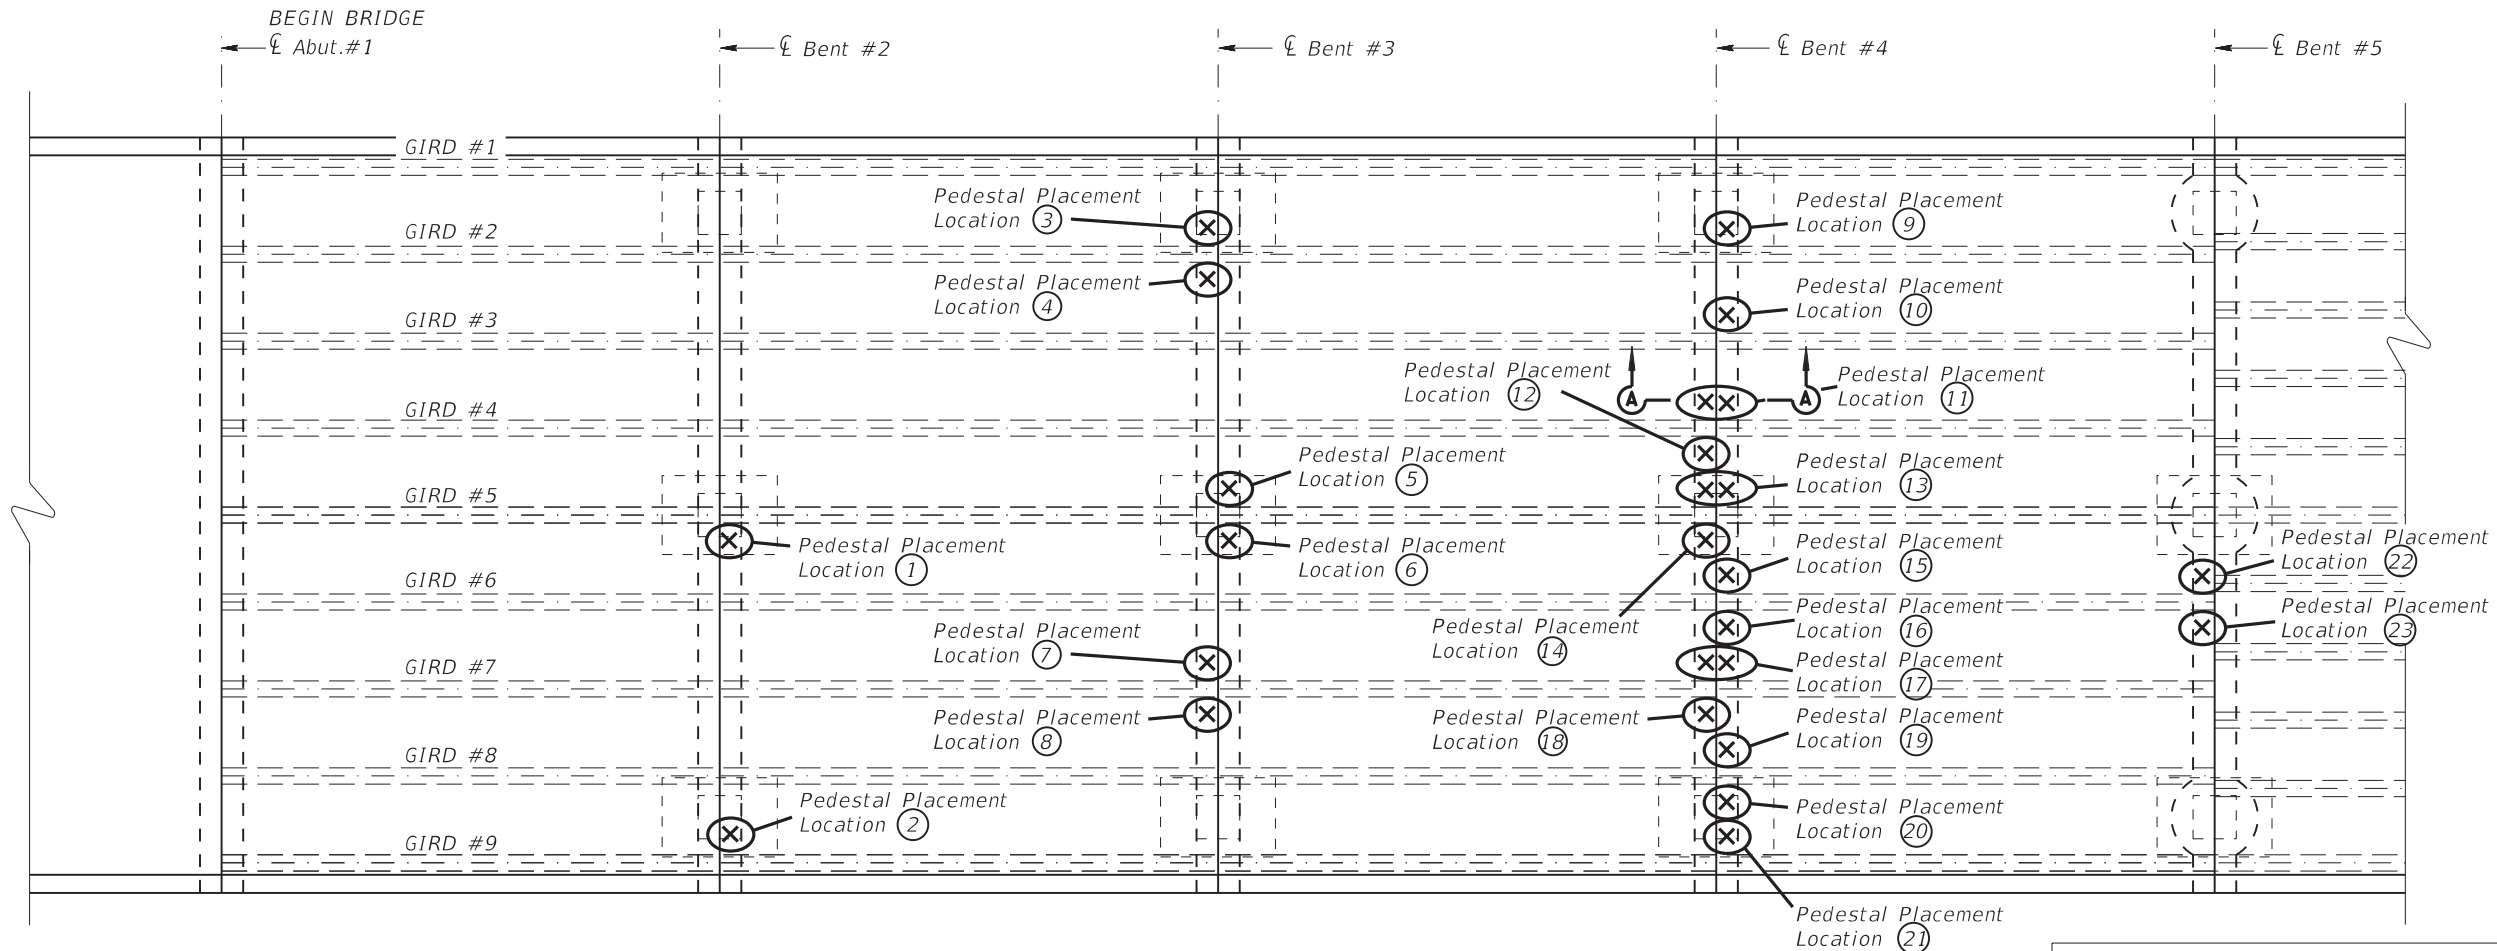 BEGIN BRIDGE
℄ Abut.#1
℄ Bent #2
℄ Bent #3
℄ Bent #4
℄ Bent #5
GIRD #1
GIRD #2
GIRD #3
GIRD #4
GIRD #5
GIRD #6
GIRD #7
GIRD #8
GIRD #9
Pedestal Placement
Location 1
Pedestal Placement
Location 2
Pedestal Placement
Location 3
Pedestal Placement
Location 4
Pedestal Placement
Location 5
Pedestal Placement
Location 6
Pedestal Placement
Location 7
Pedestal Placement
Location 8
Pedestal Placement
Location 9
Pedestal Placement
Location 10
A
A
Pedestal Placement
Location 11
Pedestal Placement
Location 12
Pedestal Placement
Location 13
Pedestal Placement
Location 14
Pedestal Placement
Location 15
Pedestal Placement
Location 16
Pedestal Placement
Location 17
Pedestal Placement
Location 18
Pedestal Placement
Location 19
Pedestal Placement
Location 20
Pedestal Placement
Location 21
Pedestal Placement
Location 22
Pedestal Placement
Location 23